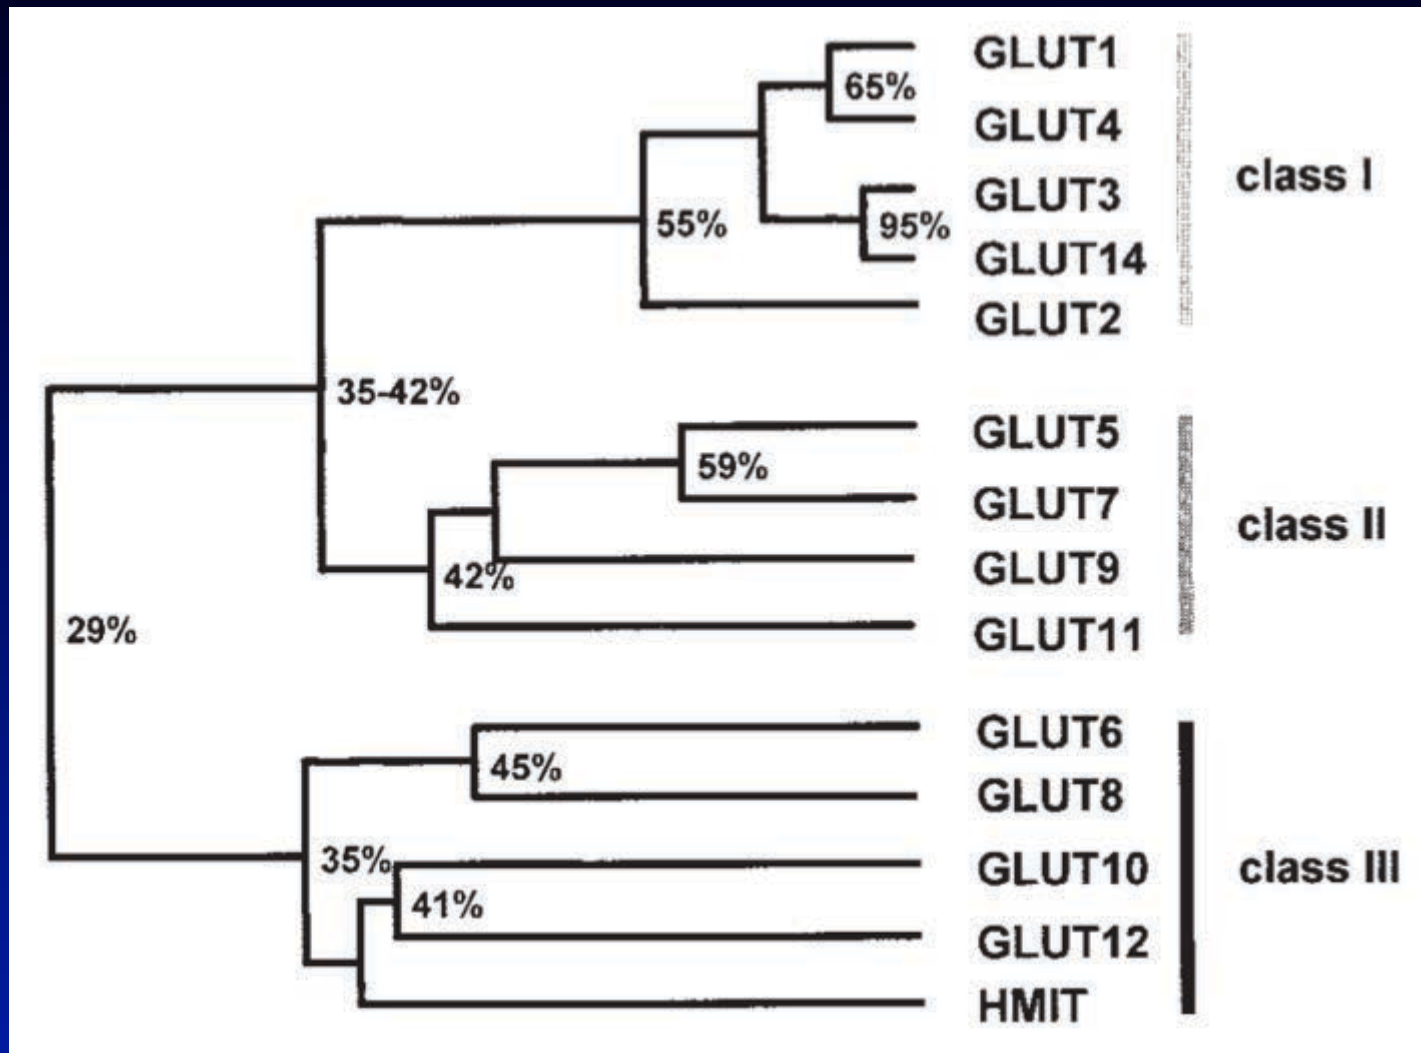 GLUT1
65%
GLUT4
class I
GLUT3
55%
95%
GLUT14
GLUT2
35-42%
GLUT5
59%
GLUT7
class II
GLUT9
42%
29%
GLUT11
GLUT6
45%
GLUT8
35%
GLUT10
class III
41%
GLUT12
HMIT